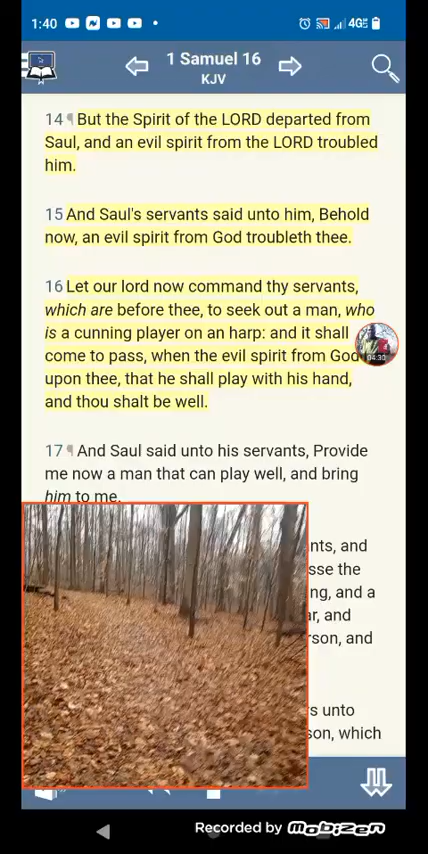 1:40
4G
1 Samuel 16
KJV
14 ¶ But the Spirit of the LORD departed from
Saul, and an evil spirit from the LORD troubled
him.
15 And Saul's servants said unto him, Behold
now, an evil spirit from God troubleth thee.
16 Let our lord now command thy servants,
which are before thee, to seek out a man, who
is a cunning player on an harp: and it shall
come to pass, when the evil spirit from God
04:30
upon thee, that he shall play with his hand,
and thou shalt be well.
17 ¶ And Saul said unto his servants, Provide
me now a man that can play well, and bring
him to me.
nts, and
sse the
ng, and a
ar, and
rson, and
rs unto
son, which
Recorded by Mobizen